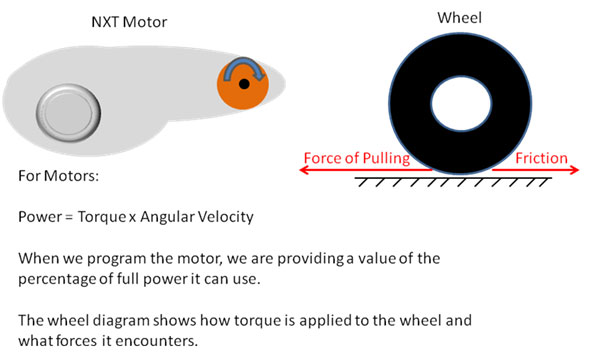 NXT Motor
Wheel
Force of Pulling
Friction
For Motors:
Power = Torque x Angular Velocity
When we program the motor, we are providing a value of the
percentage of full power it can use.
The wheel diagram shows how torque is applied to the wheel and
what forces it encounters.